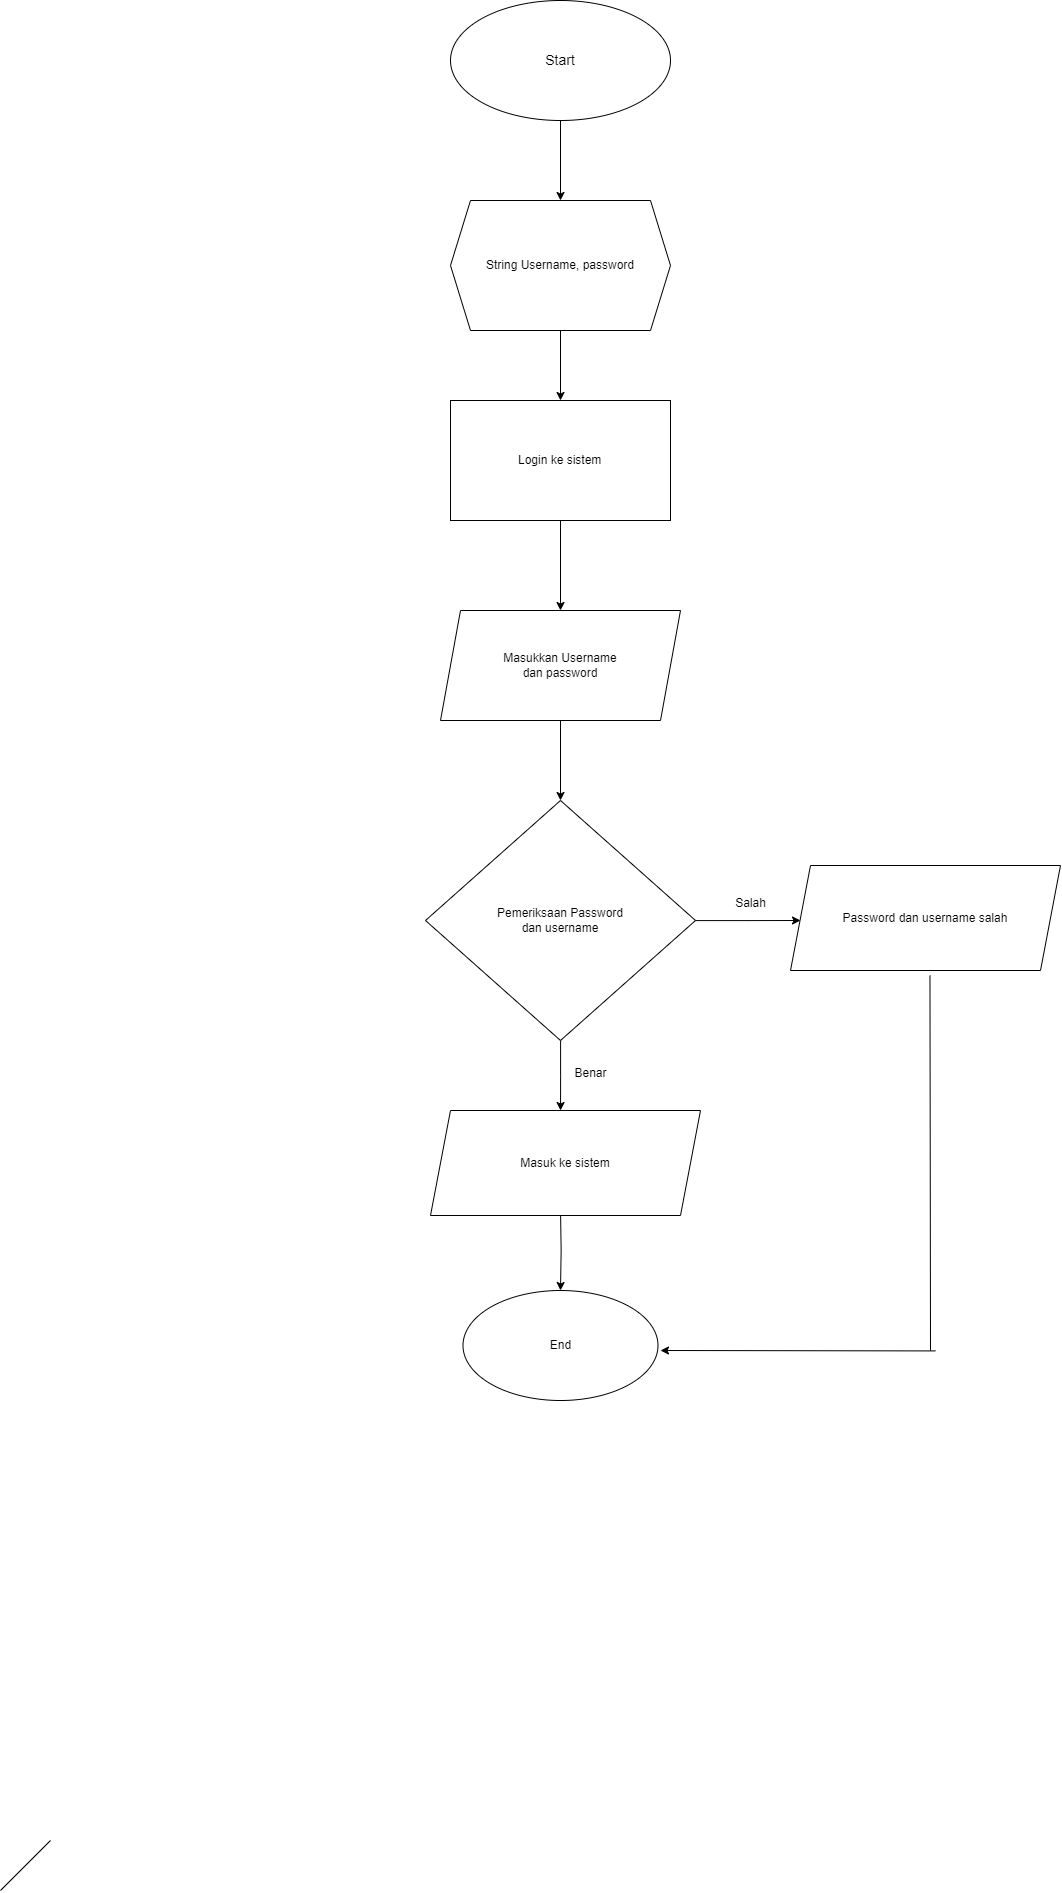 Start
String Username, password
Login ke sistem
Masukkan Username
dan password
Pemeriksaan Password
dan username
Salah
Password dan username salah
Benar
Masuk ke sistem
End